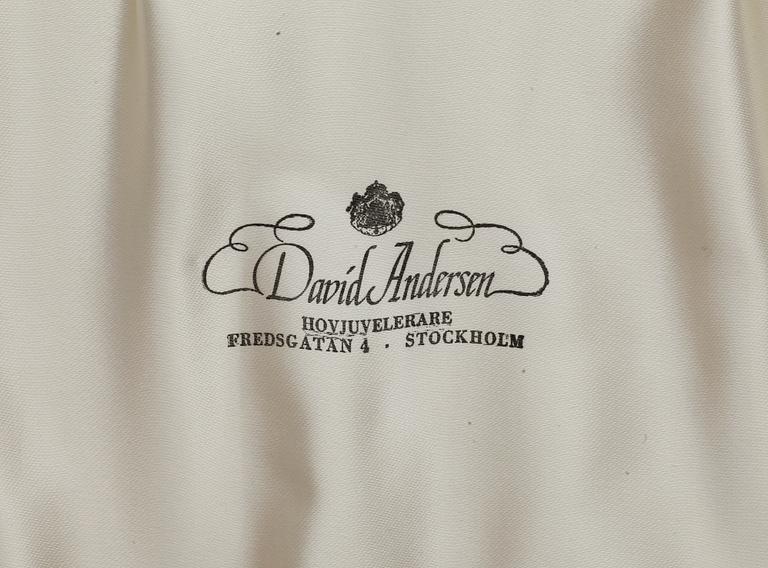 David Andersen
HOVJUVELERARE
FREDSGATAN 4 . STOCKHOLM